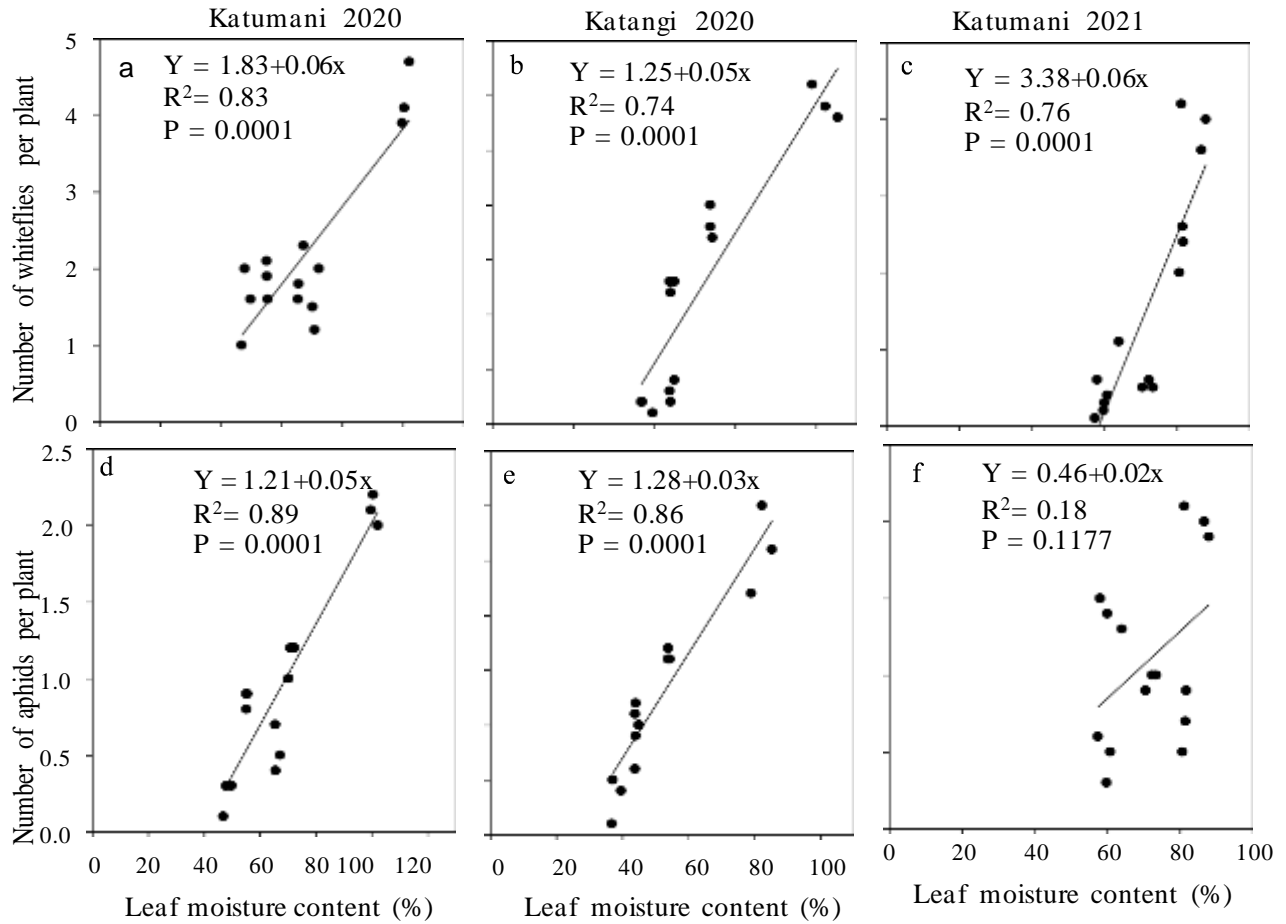 Katumani 2020
Katangi 2020
Katumani 2021
Number of whiteflies per plant
5
4
3
2
1
0
a
Y = 1.83+0.06x
R²= 0.83
P = 0.0001
b
Y = 1.25+0.05x
R²= 0.74
P = 0.0001
c
Y = 3.38+0.06x
R²= 0.76
P = 0.0001
Number of aphids per plant
2.5
2.0
1.5
1.0
0.5
0.0
d
Y = 1.21+0.05x
R²= 0.89
P = 0.0001
e
Y = 1.28+0.03x
R²= 0.86
P = 0.0001
f
Y = 0.46+0.02x
R²= 0.18
P = 0.1177
0 20 40 60 80 100 120
0 20 40 60 80 100
0 20 40 60 80 100
Leaf moisture content (%)
Leaf moisture content (%)
Leaf moisture content (%)